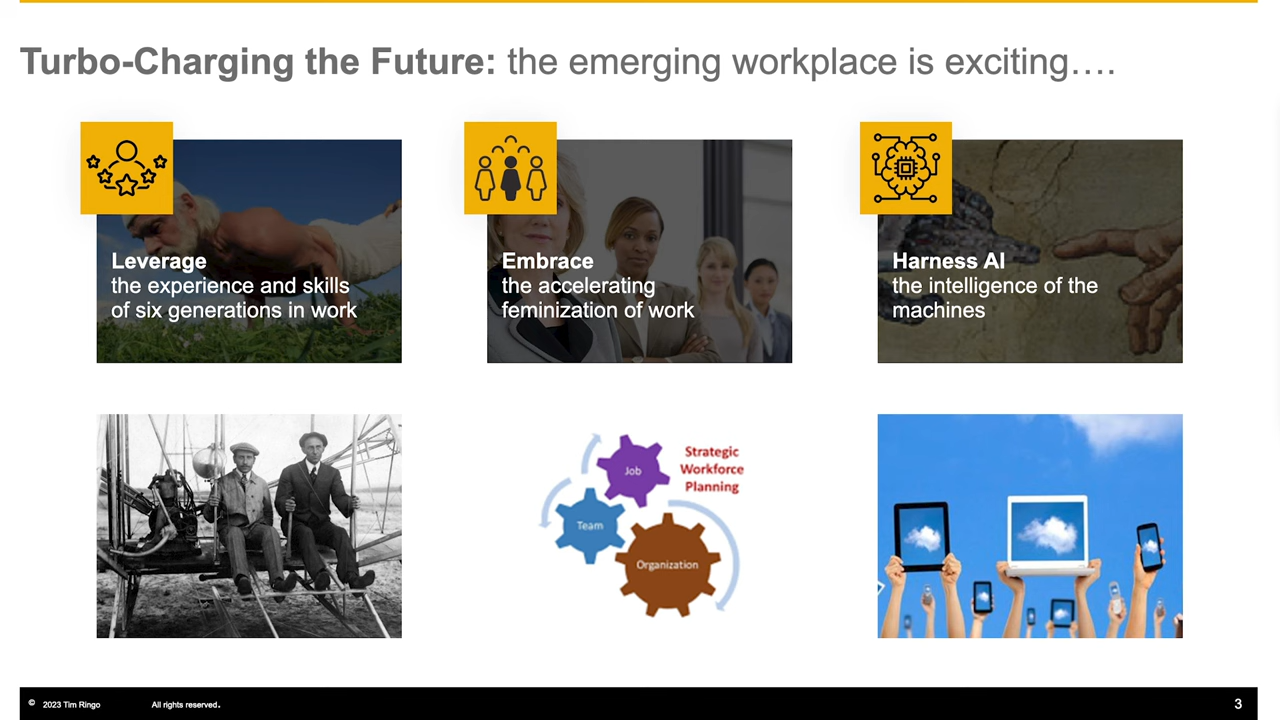 Turbo-Charging the Future: the emerging workplace is exciting….
Leverage
the experience and skills
of six generations in work
Embrace
the accelerating
feminization of work
Harness AI
the intelligence of the
machines
Strategic
Workforce
Planning
Job
Team
Organization
© 2023 Tim Ringo All rights reserved. 3